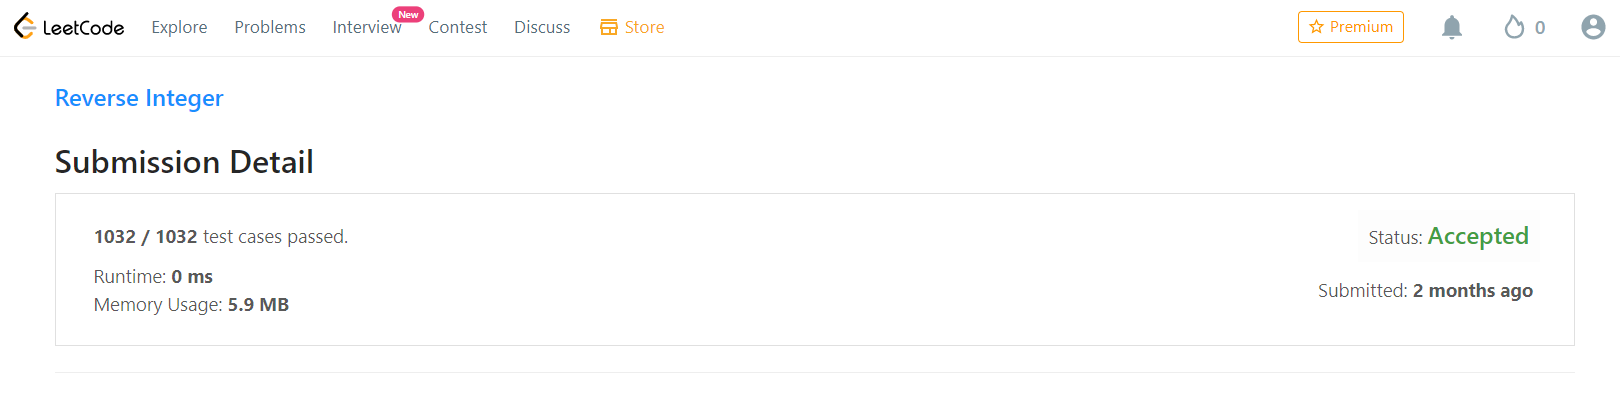 LeetCode Explore Problems Interview New Contest Discuss Store Premium 0
Reverse Integer
Submission Detail
1032 / 1032 test cases passed.
Status: Accepted
Runtime: 0 ms
Submitted: 2 months ago
Memory Usage: 5.9 MB